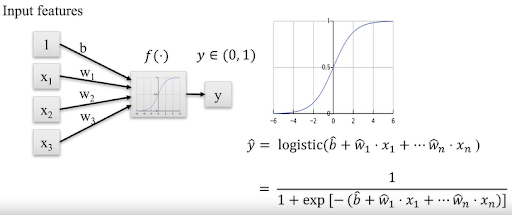 Input features
1
b
f(·)
y ∈ (0, 1)
x₁
w₁
x₂
w₂
x₃
w₃
y
1
0.5
-6 -4 -2 0 2 4 6
ŷ = logistic(b̂ + ŵ₁ · x₁ + ⋯ ŵₙ · xₙ )
= 1 / 1 + exp [− (b̂ + ŵ₁ · x₁ + ⋯ ŵₙ · xₙ)]